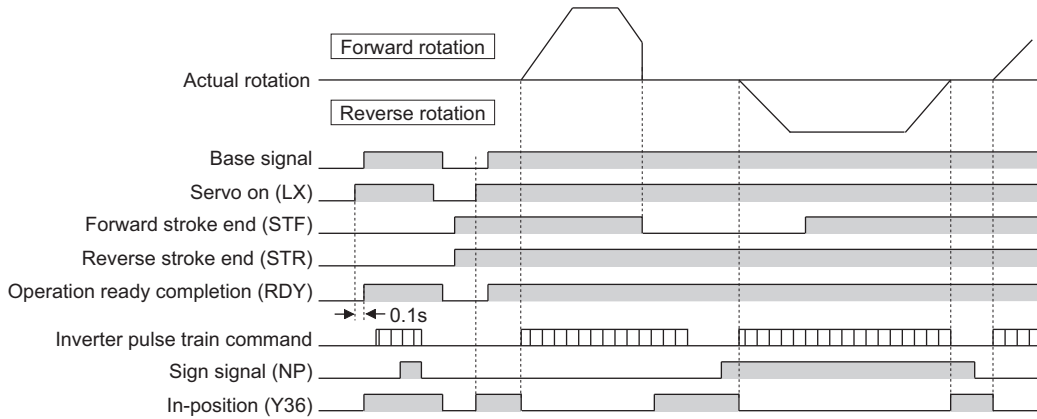 Forward rotation
Actual rotation
Reverse rotation
Base signal
Servo on (LX)
Forward stroke end (STF)
Reverse stroke end (STR)
Operation ready completion (RDY)
0.1s
Inverter pulse train command
Sign signal (NP)
In-position (Y36)